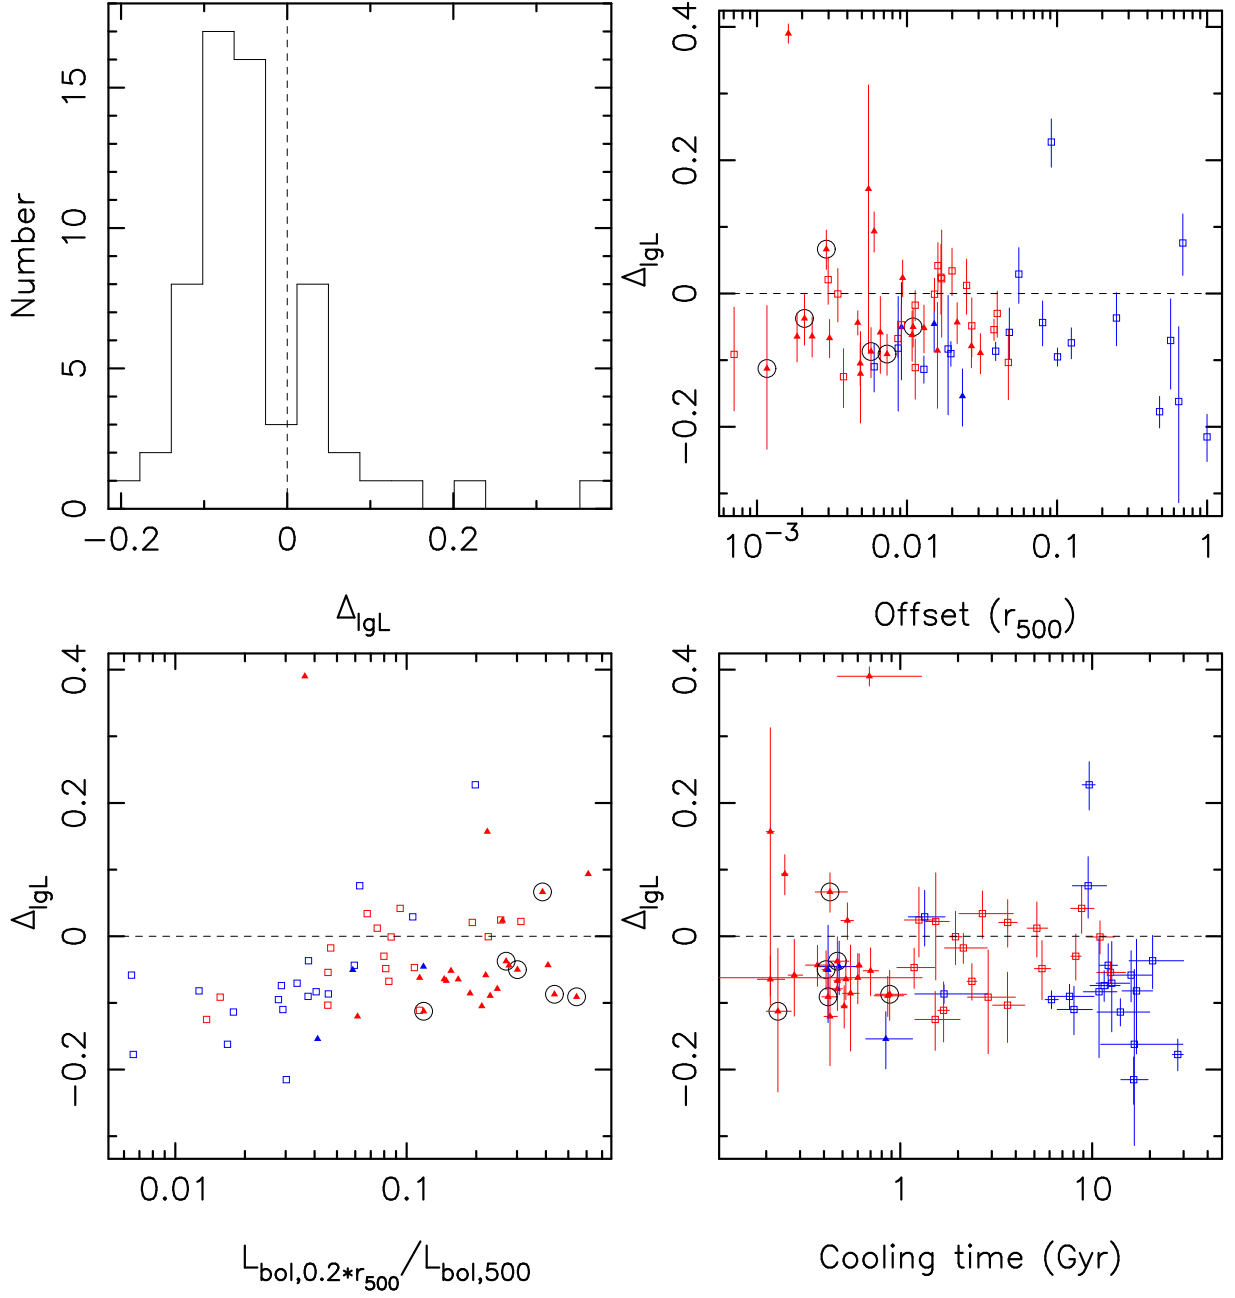 Number
15
10
5
0
−0.2 0 0.2
Δ_lgL
Δ_lgL
0.4
0.2
0
−0.2
10^−3 0.01 0.1 1
Offset (r_500)
Δ_lgL
0.4
0.2
0
−0.2
0.01 0.1
L_bol,0.2*r_500/L_bol,500
Δ_lgL
0.4
0.2
0
−0.2
1 10
Cooling time (Gyr)